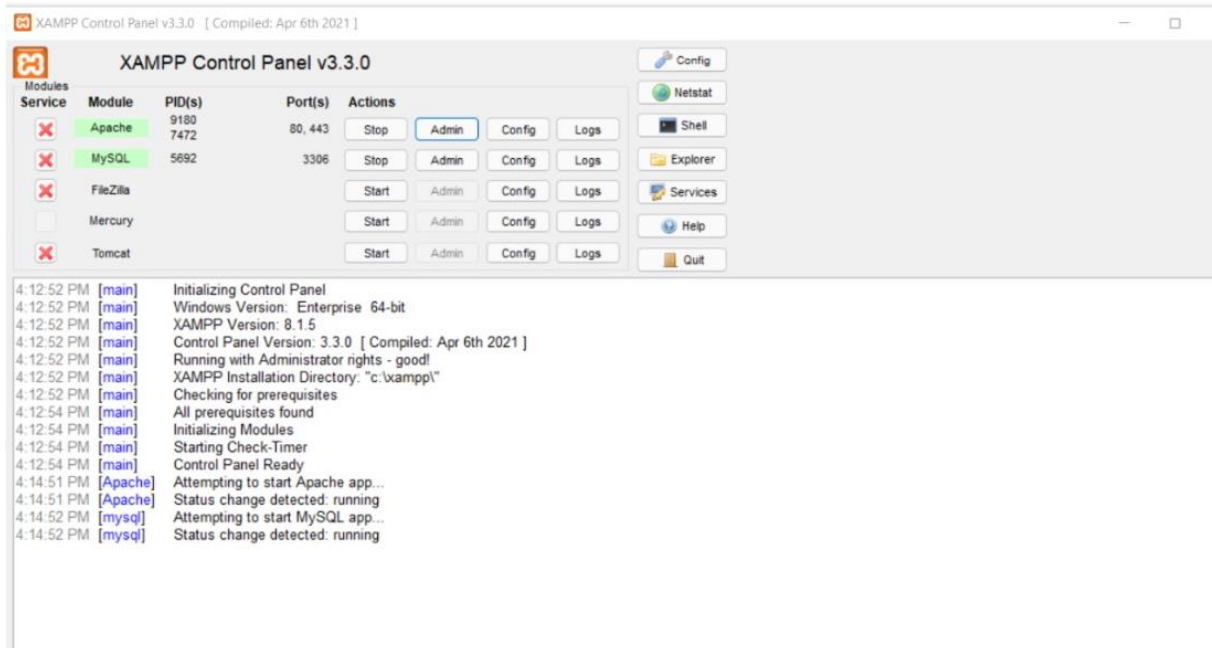 XAMPP Control Panel v3.3.0 [ Compiled: Apr 6th 2021 ]
XAMPP Control Panel v3.3.0
Config
Modules
Service Module PID(s) Port(s) Actions
Netstat
Apache 9180 7472 80, 443 Stop Admin Config Logs
Shell
MySQL 5692 3306 Stop Admin Config Logs
Explorer
FileZilla Start Admin Config Logs
Services
Mercury Start Admin Config Logs
Help
Tomcat Start Admin Config Logs
Quit
4:12:52 PM [main] Initializing Control Panel
4:12:52 PM [main] Windows Version: Enterprise 64-bit
4:12:52 PM [main] XAMPP Version: 8.1.5
4:12:52 PM [main] Control Panel Version: 3.3.0 [ Compiled: Apr 6th 2021 ]
4:12:52 PM [main] Running with Administrator rights - good!
4:12:52 PM [main] XAMPP Installation Directory: "c:\xampp\"
4:12:52 PM [main] Checking for prerequisites
4:12:54 PM [main] All prerequisites found
4:12:54 PM [main] Initializing Modules
4:12:54 PM [main] Starting Check-Timer
4:12:54 PM [main] Control Panel Ready
4:14:51 PM [Apache] Attempting to start Apache app...
4:14:51 PM [Apache] Status change detected: running
4:14:52 PM [mysql] Attempting to start MySQL app...
4:14:52 PM [mysql] Status change detected: running